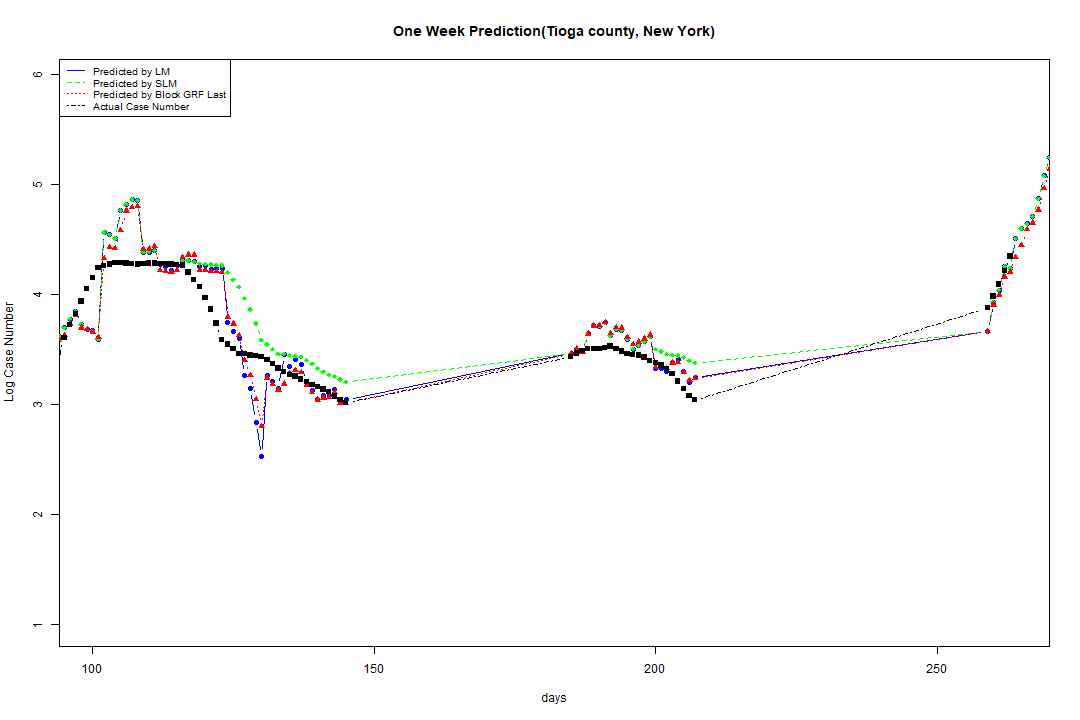 One Week Prediction(Tioga county, New York)
Predicted by LM
Predicted by SLM
Predicted by Block GRF Last
Actual Case Number
6
5
4
3
2
1
Log Case Number
100 150 200 250
days